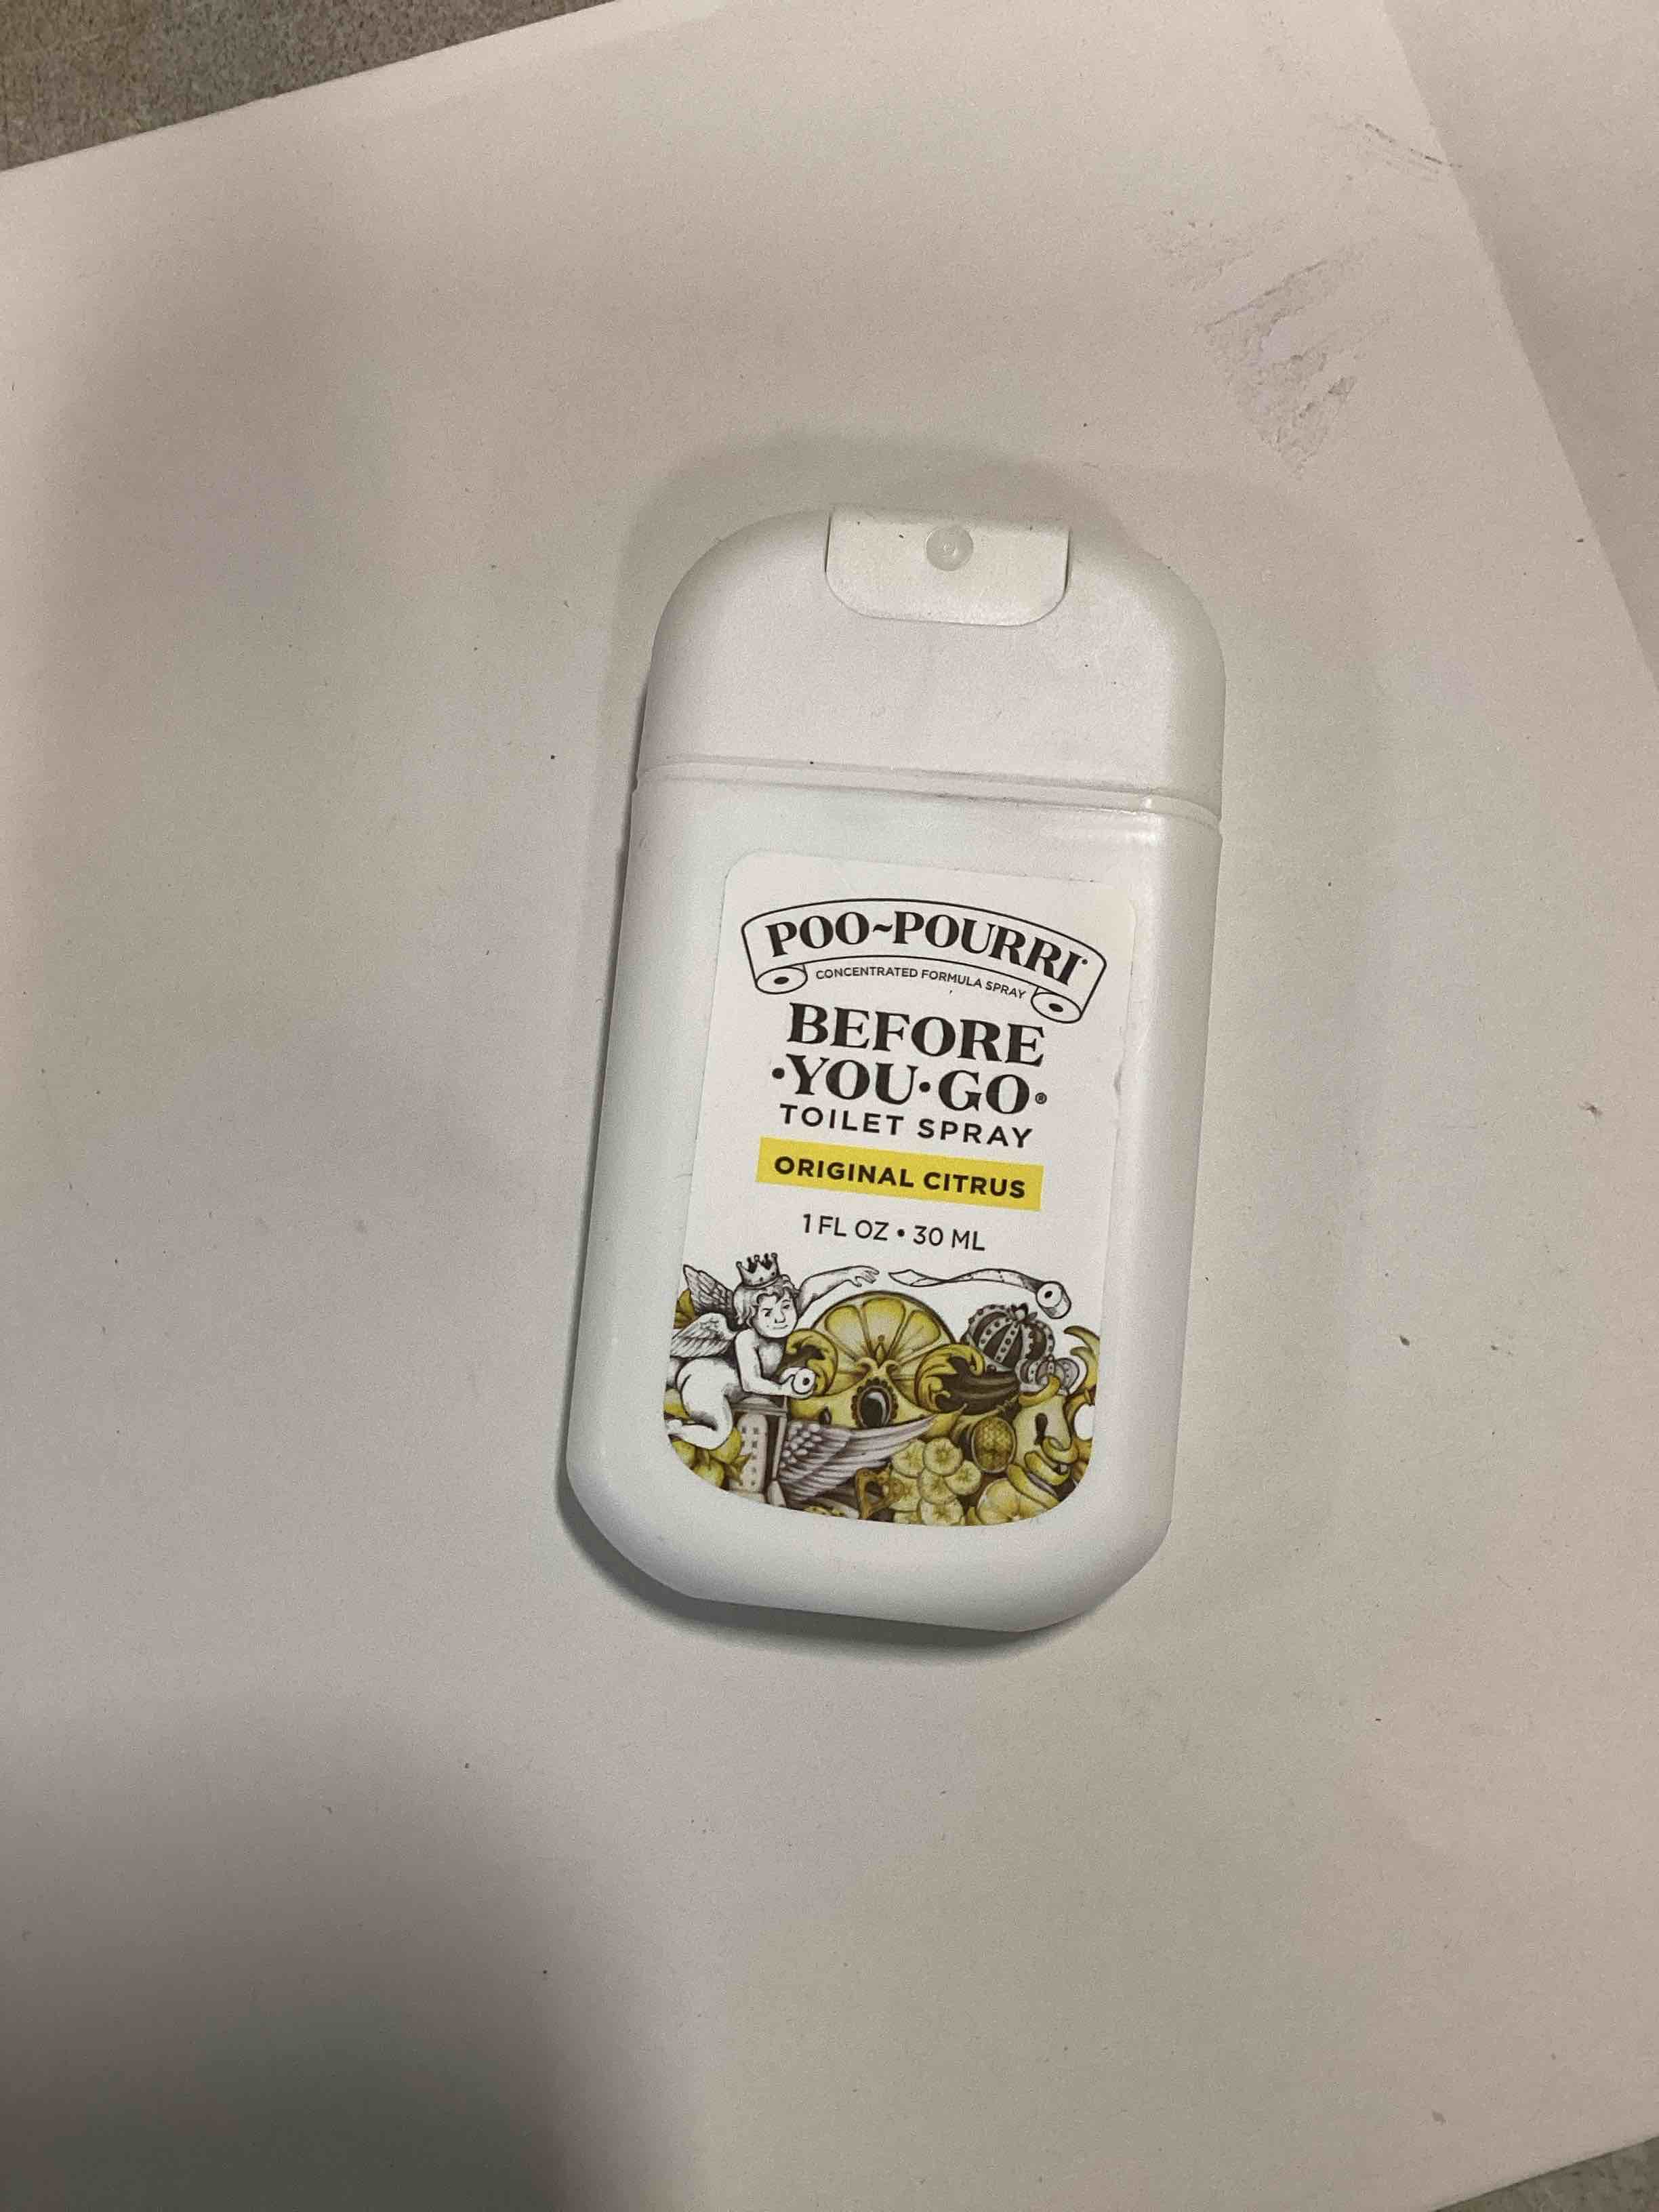 POO~POURRI®
CONCENTRATED FORMULA SPRAY
BEFORE
•YOU•GO•®
TOILET SPRAY
ORIGINAL CITRUS
1 FL OZ • 30 ML